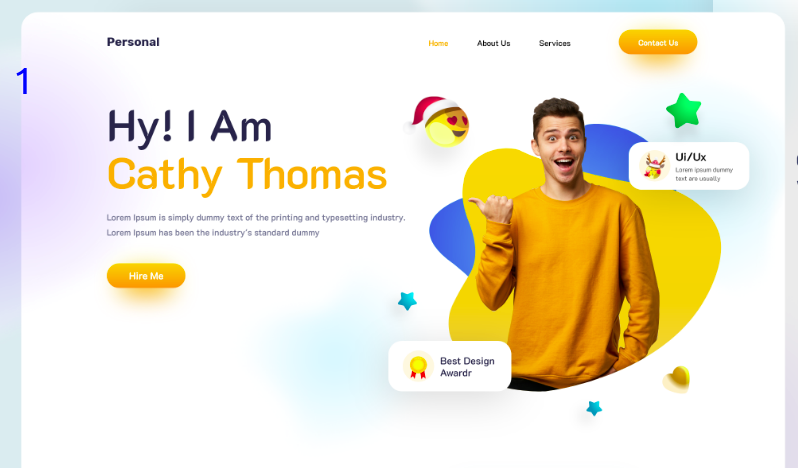 Personal
Home
About Us
Services
Contact Us
1
Hy! I Am
Cathy Thomas
Lorem Ipsum is simply dummy text of the printing and typesetting industry.
Lorem Ipsum has been the industry's standard dummy
Hire Me
Ui/Ux
Lorem ipsum dummy
text are usually
Best Design
Awardr